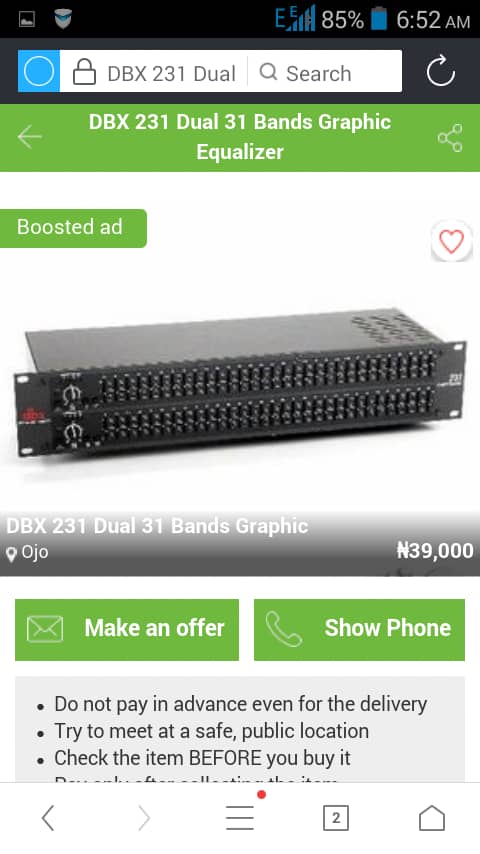 85% 6:52 AM
DBX 231 Dual Search
DBX 231 Dual 31 Bands Graphic
Equalizer
Boosted ad
dbx
231
DBX 231 Dual 31 Bands Graphic
Ojo ₦39,000
Make an offer Show Phone
• Do not pay in advance even for the delivery
• Try to meet at a safe, public location
• Check the item BEFORE you buy it
2